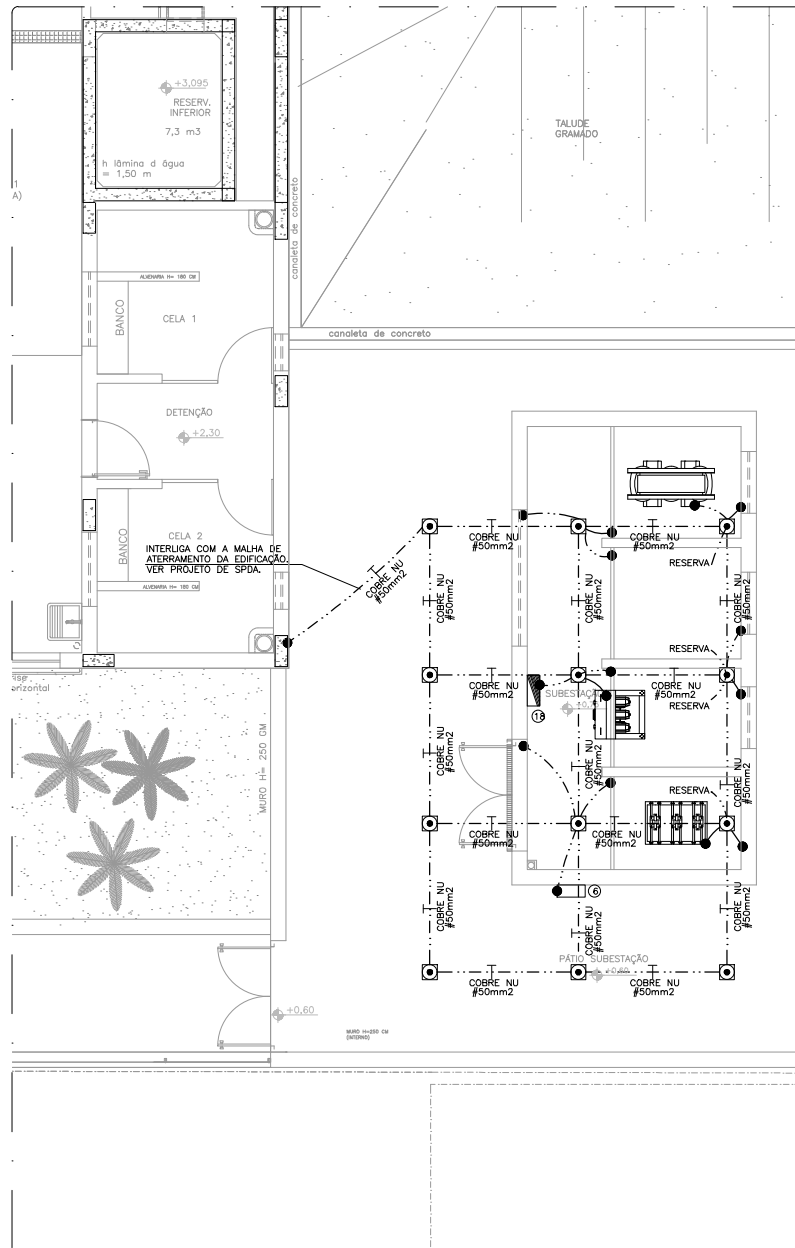 +3,095
RESERV.
INFERIOR
7,3 m3
h lâmina d água
= 1,50 m
TALUDE
GRAMADO
1
A)
canaleta de concreto
ALVENARIA H= 180 CM
BANCO
CELA 1
canaleta de concreto
DETENÇÃO
+2,30
CELA 2
BANCO
INTERLIGA COM A MALHA DE
ATERRAMENTO DA EDIFICAÇÃO.
VER PROJETO DE SPDA.
ALVENARIA H= 180 CM
COBRE NU
#50mm2
COBRE NU
#50mm2
COBRE NU
#50mm2
RESERVA
COBRE NU
#50mm2
COBRE NU
#50mm2
COBRE NU
#50mm2
RESERVA
COBRE NU
#50mm2
COBRE NU
#50mm2
RESERVA
SUBESTAÇÃO
18
MURO H= 250 GM
COBRE NU
#50mm2
COBRE NU
#50mm2
COBRE NU
#50mm2
RESERVA
COBRE NU
#50mm2
COBRE NU
#50mm2
6
COBRE NU
#50mm2
COBRE NU
#50mm2
COBRE NU
#50mm2
PÁTIO SUBESTAÇÃO
+0,60
COBRE NU
#50mm2
COBRE NU
#50mm2
+0,60
MURO H=250 CM
(INTERNO)